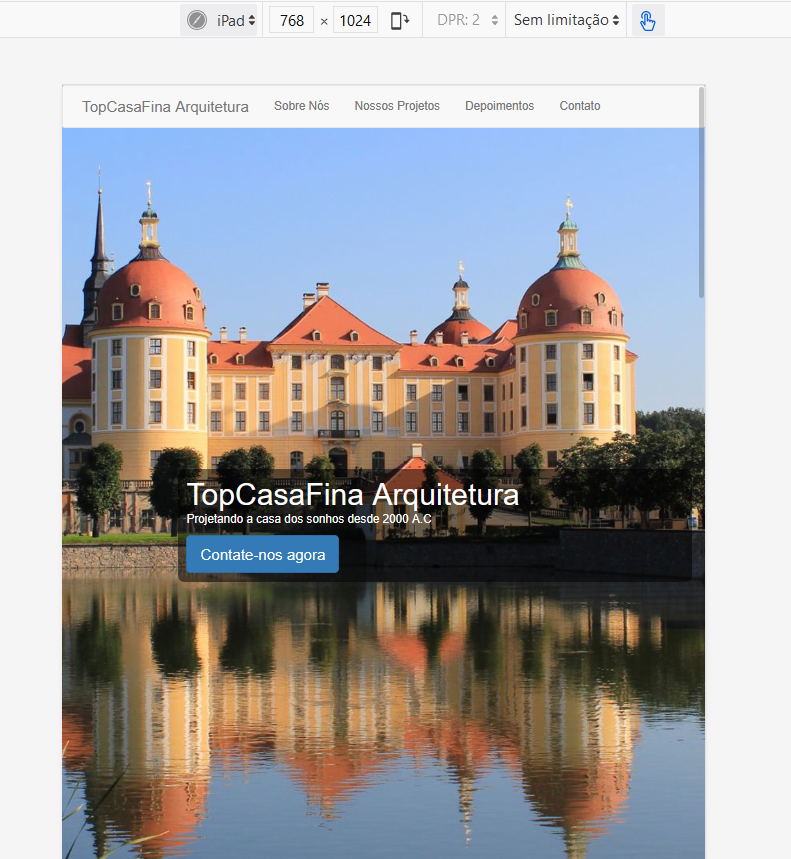 iPad 768 × 1024 DPR: 2 Sem limitação
TopCasaFina Arquitetura Sobre Nós Nossos Projetos Depoimentos Contato
TopCasaFina Arquitetura
Projetando a casa dos sonhos desde 2000 A.C
Contate-nos agora